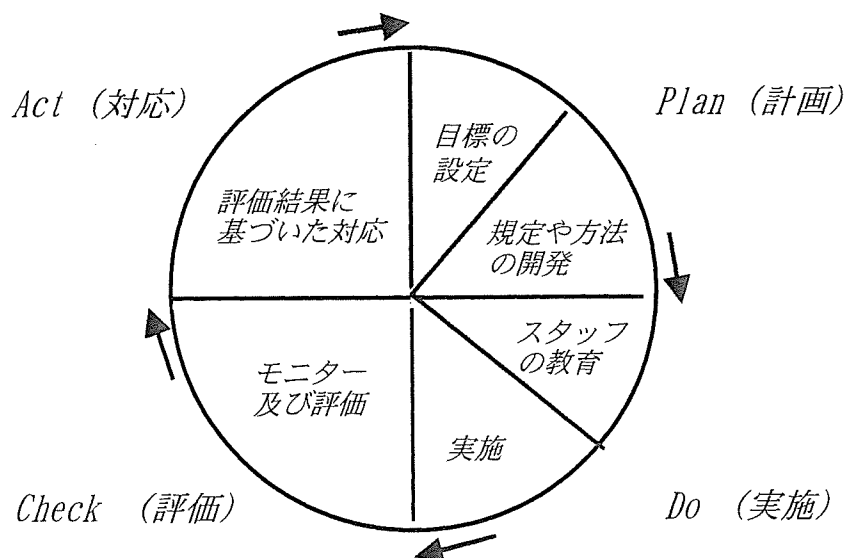 Act (対応)
Plan (計画)
目標の
設定
評価結果に
基づいた対応
規定や方法
の開発
スタッフ
の教育
モニター
及び評価
実施
Check (評価)
Do (実施)